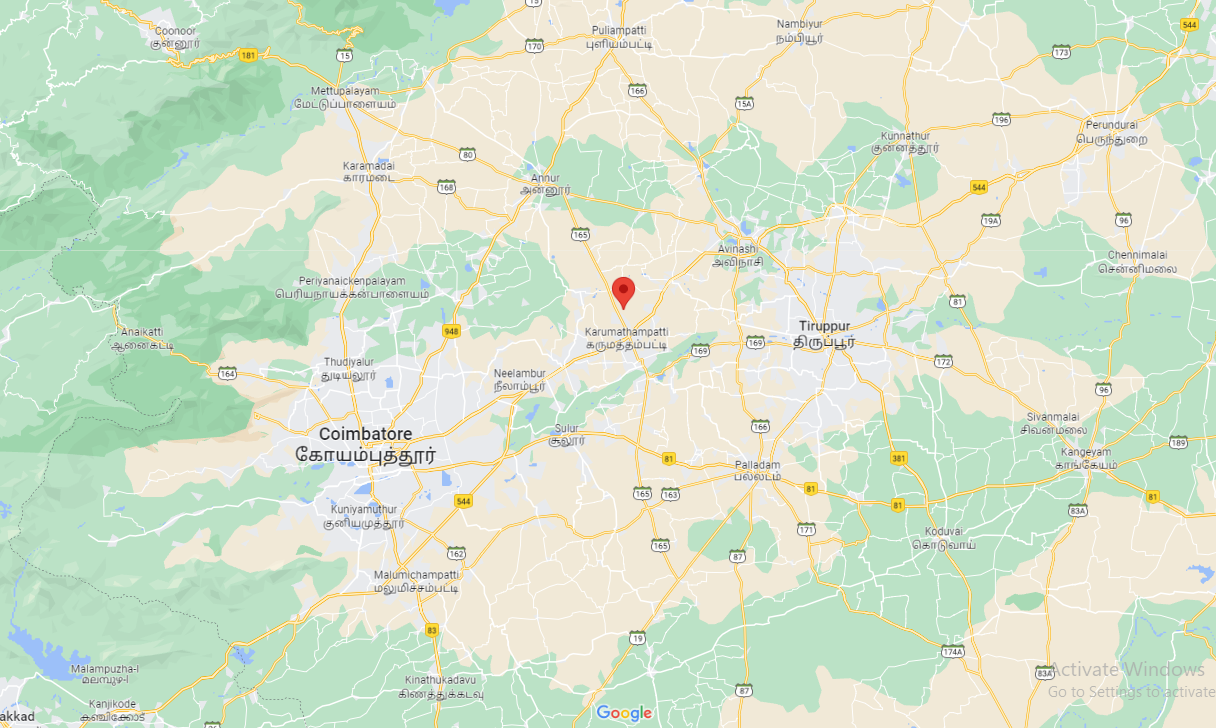 15
Nambiyur
நம்பியூர்
544
Coonoor
குன்னூர்
Puliampatti
புளியம்பட்டி
170
181
15
173
Mettupalayam
மேட்டுப்பாளையம்
166
15A
196
Perundurai
பெருந்துறை
Kunnathur
குன்னத்தூர்
80
Karamadai
காரமடை
168
Annur
அன்னூர்
544
19A
96
165
Avinashi
அவிநாசி
Chennimalai
சென்னிமலை
Periyanaickenpalayam
பெரியநாயக்கன்பாளையம்
81
Anaikatti
ஆனைகட்டி
948
Karumathampatti
கருமத்தம்பட்டி
Tiruppur
திருப்பூர்
169
169
172
164
Thudiyalur
துடியலூர்
Neelambur
நீலாம்பூர்
96
Coimbatore
கோயம்புத்தூர்
Sulur
சூலூர்
166
Sivanmalai
சிவன்மலை
189
81
381
Kangeyam
காங்கேயம்
Palladam
பல்லடம்
544
165
163
81
81
81
Kuniyamuthur
குனியமுத்தூர்
83A
162
165
171
87
Koduvai
கொடுவாய்
Malumichampatti
மலுமிச்சம்பட்டி
83
19
174A
Malampuzha-I
மலம்புழ-I
Kinathukadavu
கிணத்துக்கடவு
87
83A
Activate Windows
Go to Settings to activate
Kanjikode
akkad
Google